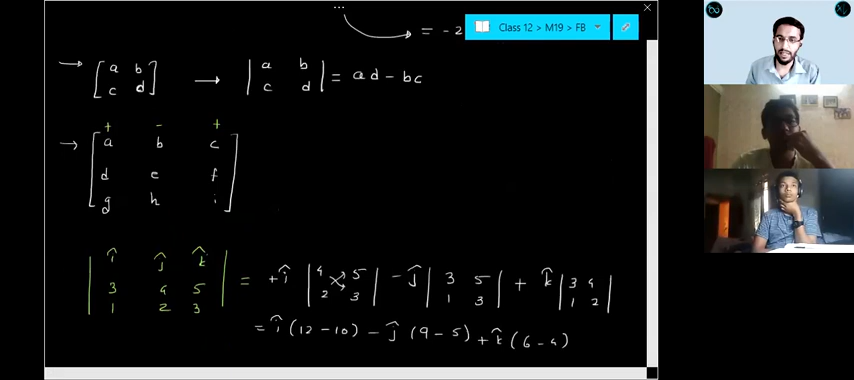 ...
= -2
Class 12 > M19 > FB
→ [a b → |a b| = ad - bc
c d] |c d|
+ - +
→ [a b c
d e f
g h i]
|î ĵ k̂
3 4 5 | = +î |4 5| - ĵ |3 5| + k̂ |3 4|
1 2 3| |2 3| |1 3| |1 2|
= î (12 - 10) - ĵ (9 - 5) + k̂ (6 - 4)